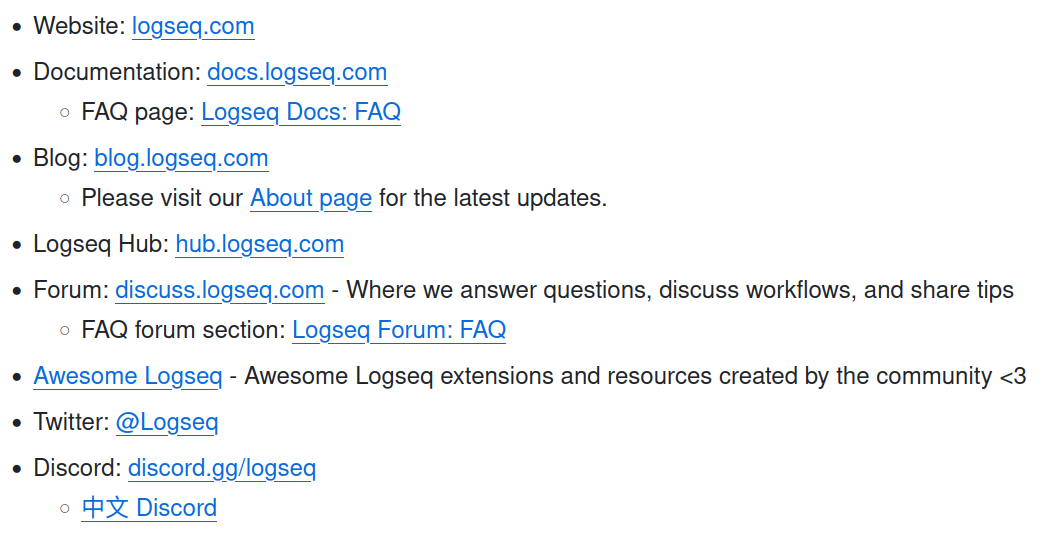 Website: logseq.com
Documentation: docs.logseq.com
FAQ page: Logseq Docs: FAQ
Blog: blog.logseq.com
Please visit our About page for the latest updates.
Logseq Hub: hub.logseq.com
Forum: discuss.logseq.com - Where we answer questions, discuss workflows, and share tips
FAQ forum section: Logseq Forum: FAQ
Awesome Logseq - Awesome Logseq extensions and resources created by the community <3
Twitter: @Logseq
Discord: discord.gg/logseq
中文 Discord